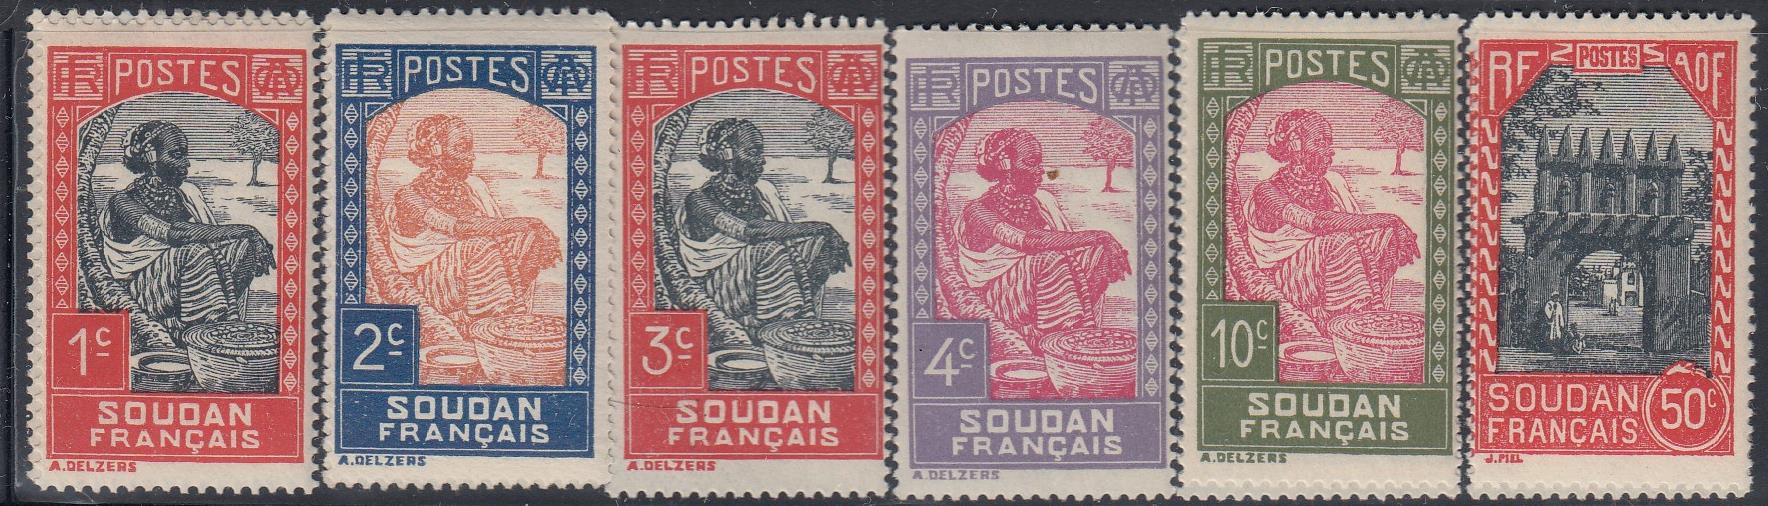 RF POSTES AOF
1c
SOUDAN
FRANÇAIS
A.DELZERS
RF POSTES AOF
2c
SOUDAN
FRANÇAIS
A.DELZERS
RF POSTES AOF
3c
SOUDAN
FRANÇAIS
A.DELZERS
RF POSTES AOF
4c
SOUDAN
FRANÇAIS
A.DELZERS
RF POSTES AOF
10c
SOUDAN
FRANÇAIS
A.DELZERS
RF POSTES AOF
SOUDAN
FRANÇAIS
50c
J.PIEL